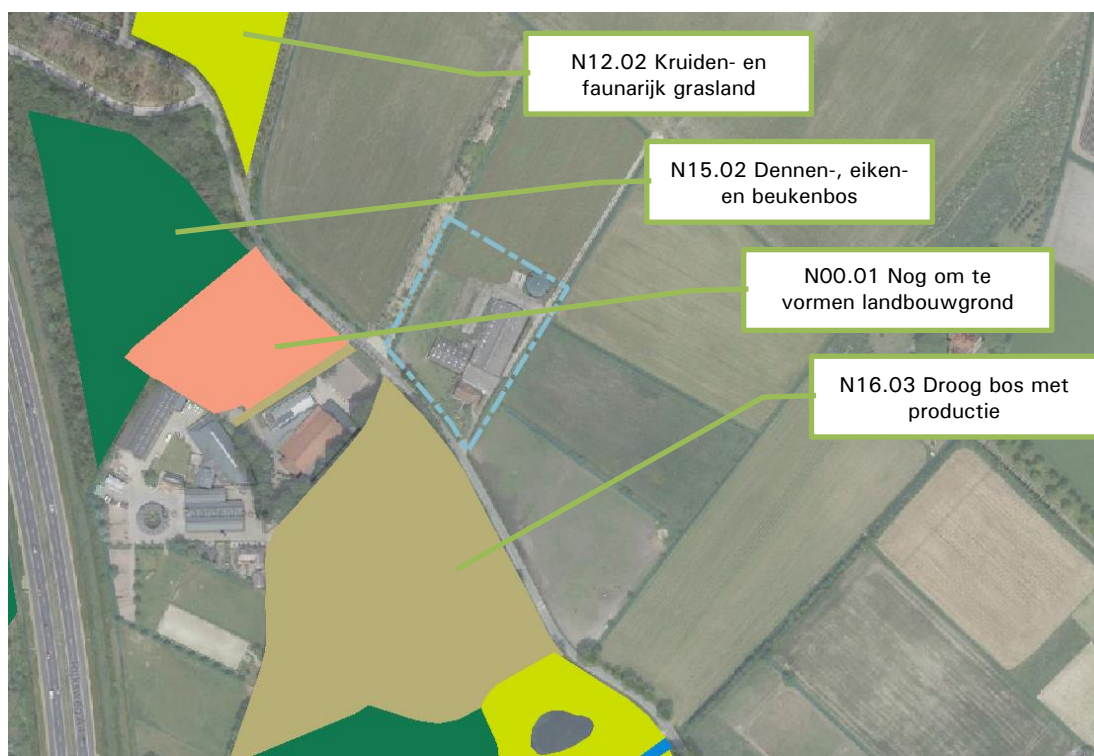 N12.02 Kruiden- en
faunarijk grasland
N15.02 Dennen-, eiken-
en beukenbos
N00.01 Nog om te
vormen landbouwgrond
N16.03 Droog bos met
productie